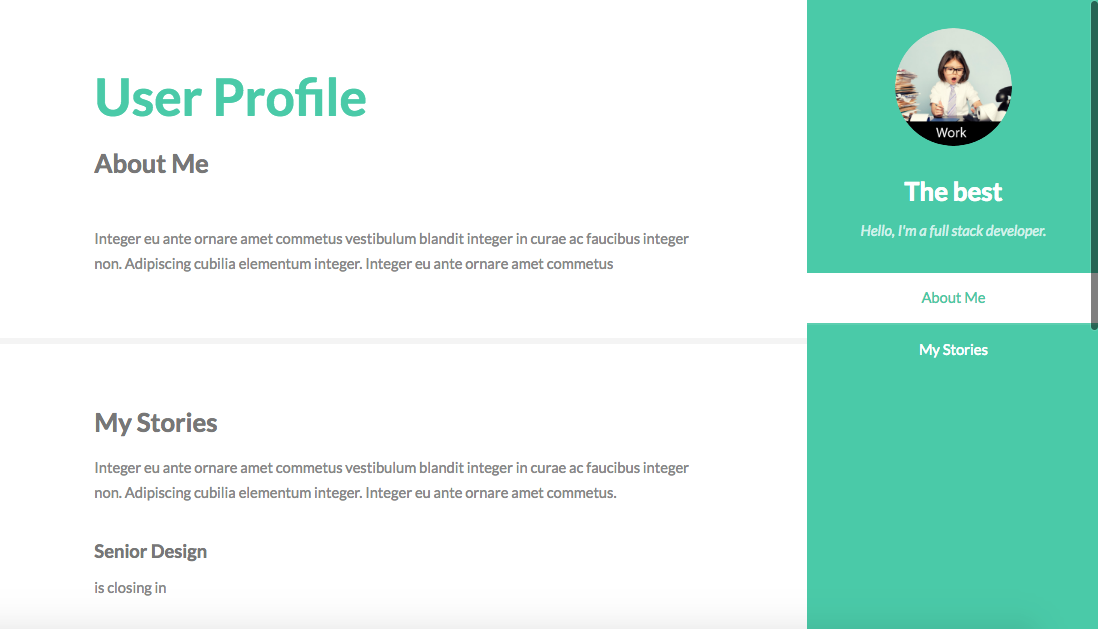 User Profile
About Me
Integer eu ante ornare amet commetus vestibulum blandit integer in curae ac faucibus integer
non. Adipiscing cubilia elementum integer. Integer eu ante ornare amet commetus
My Stories
Integer eu ante ornare amet commetus vestibulum blandit integer in curae ac faucibus integer
non. Adipiscing cubilia elementum integer. Integer eu ante ornare amet commetus.
Senior Design
is closing in
Work
The best
Hello, I'm a full stack developer.
About Me
My Stories